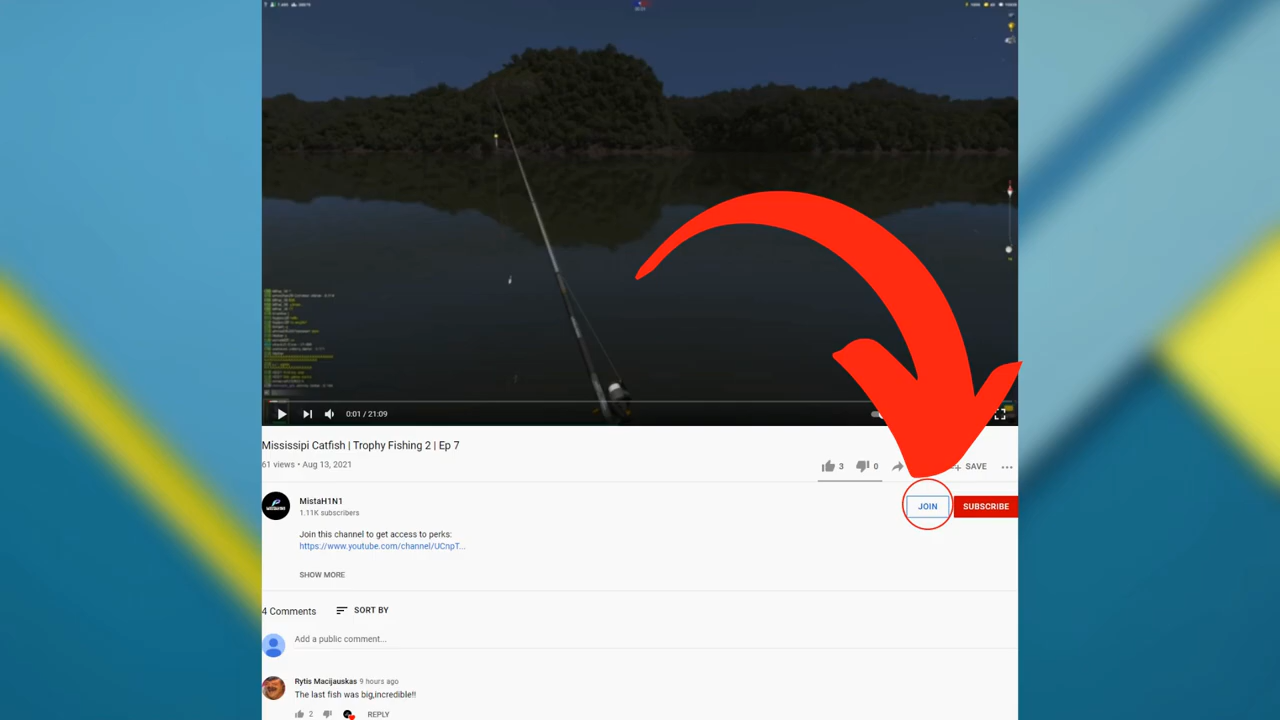 0:01 / 21:09
Mississipi Catfish | Trophy Fishing 2 | Ep 7
61 views • Aug 13, 2021
3 0 SAVE
MistaH1N1
1.11K subscribers
JOIN SUBSCRIBE
Join this channel to get access to perks:
https://www.youtube.com/channel/UCnpT...
SHOW MORE
4 Comments SORT BY
Add a public comment...
Rytis Macijauskas 9 hours ago
The last fish was big,incredible!!
2 REPLY